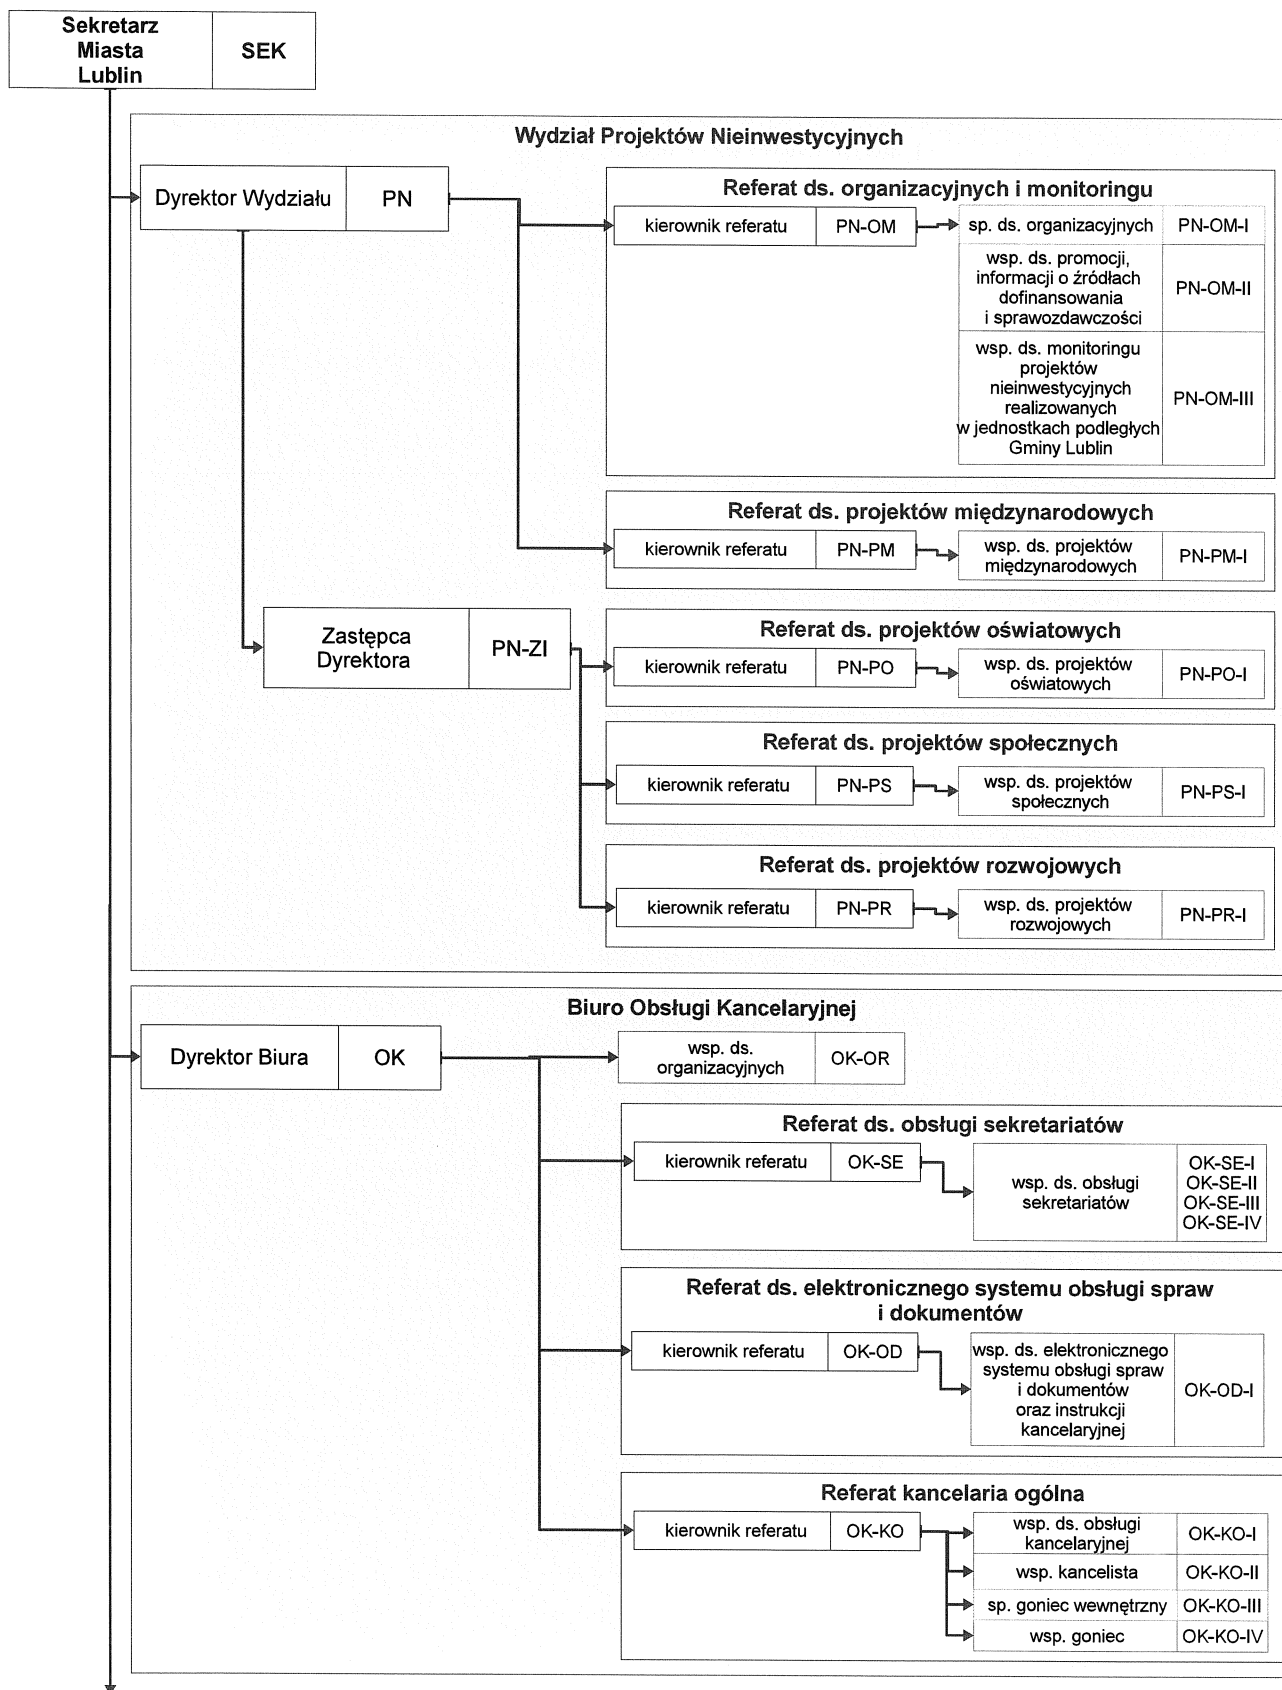 Sekretarz
Miasta
Lublin
SEK
Wydział Projektów Nieinwestycyjnych
Dyrektor Wydziału
PN
Referat ds. organizacyjnych i monitoringu
kierownik referatu
PN-OM
sp. ds. organizacyjnych
PN-OM-I
wsp. ds. promocji,
informacji o źródłach
dofinansowania
i sprawozdawczości
PN-OM-II
wsp. ds. monitoringu
projektów
nieinwestycyjnych
realizowanych
w jednostkach podległych
Gminy Lublin
PN-OM-III
Referat ds. projektów międzynarodowych
kierownik referatu
PN-PM
wsp. ds. projektów
międzynarodowych
PN-PM-I
Zastępca
Dyrektora
PN-ZI
Referat ds. projektów oświatowych
kierownik referatu
PN-PO
wsp. ds. projektów
oświatowych
PN-PO-I
Referat ds. projektów społecznych
kierownik referatu
PN-PS
wsp. ds. projektów
społecznych
PN-PS-I
Referat ds. projektów rozwojowych
kierownik referatu
PN-PR
wsp. ds. projektów
rozwojowych
PN-PR-I
Biuro Obsługi Kancelaryjnej
Dyrektor Biura
OK
wsp. ds.
organizacyjnych
OK-OR
Referat ds. obsługi sekretariatów
kierownik referatu
OK-SE
wsp. ds. obsługi
sekretariatów
OK-SE-I
OK-SE-II
OK-SE-III
OK-SE-IV
Referat ds. elektronicznego systemu obsługi spraw
i dokumentów
kierownik referatu
OK-OD
wsp. ds. elektronicznego
systemu obsługi spraw
i dokumentów
oraz instrukcji
kancelaryjnej
OK-OD-I
Referat kancelaria ogólna
kierownik referatu
OK-KO
wsp. ds. obsługi
kancelaryjnej
OK-KO-I
wsp. kancelista
OK-KO-II
sp. goniec wewnętrzny
OK-KO-III
wsp. goniec
OK-KO-IV